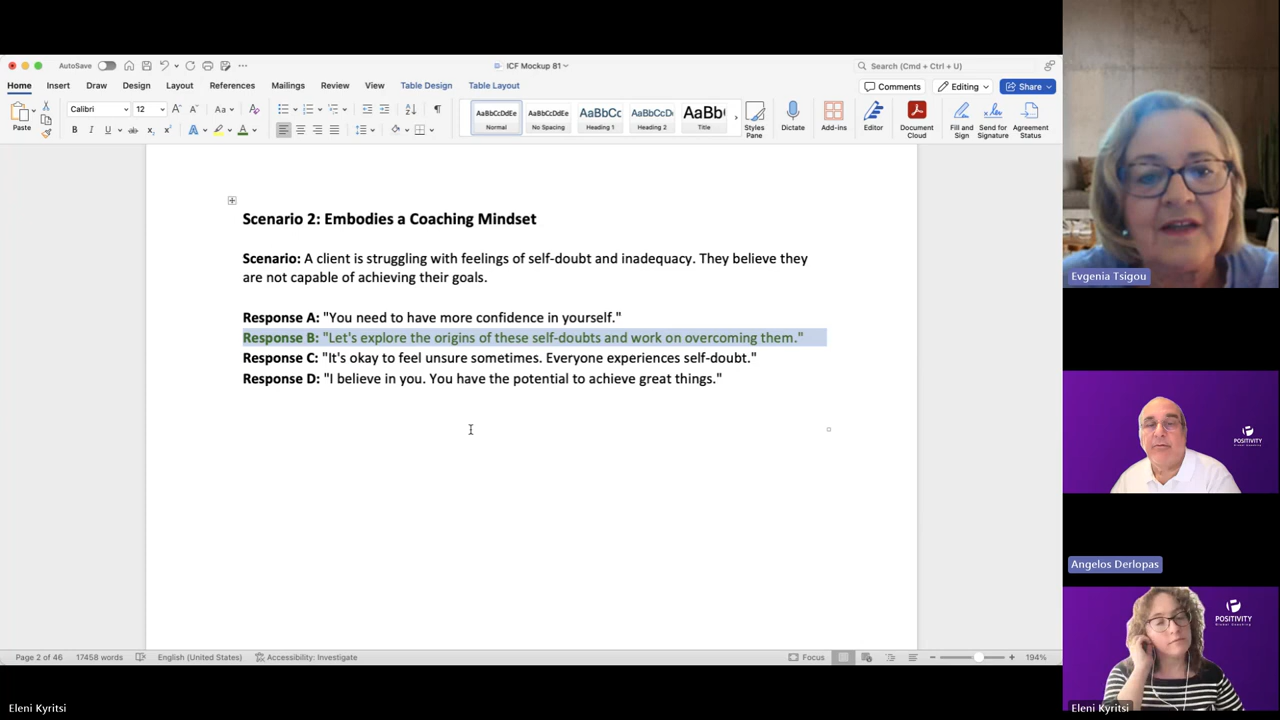 AutoSave
ICF Mockup 81
Search (Cmd + Ctrl + U)
Home Insert Draw Design Layout References Mailings Review View Table Design Table Layout
Comments Editing Share
Paste
Calibri 12
AaBbCcDdEe AaBbCcDdEe AaBbCc AaBbCcD AaBb
Normal No Spacing Heading 1 Heading 2 Title
Styles Pane
Dictate
Add-ins
Editor
Document Cloud
Fill and Sign
Send for Signature
Agreement Status
Scenario 2: Embodies a Coaching Mindset
Scenario: A client is struggling with feelings of self-doubt and inadequacy. They believe they
are not capable of achieving their goals.
Response A: "You need to have more confidence in yourself."
Response B: "Let's explore the origins of these self-doubts and work on overcoming them."
Response C: "It's okay to feel unsure sometimes. Everyone experiences self-doubt."
Response D: "I believe in you. You have the potential to achieve great things."
Page 2 of 46 17458 words English (United States) Accessibility: Investigate
Focus 194%
Eleni Kyritsi
Evgenia Tsigou
POSITIVITY
Angelos Derlopas
POSITIVITY
Global Coaching
Eleni Kyritsi